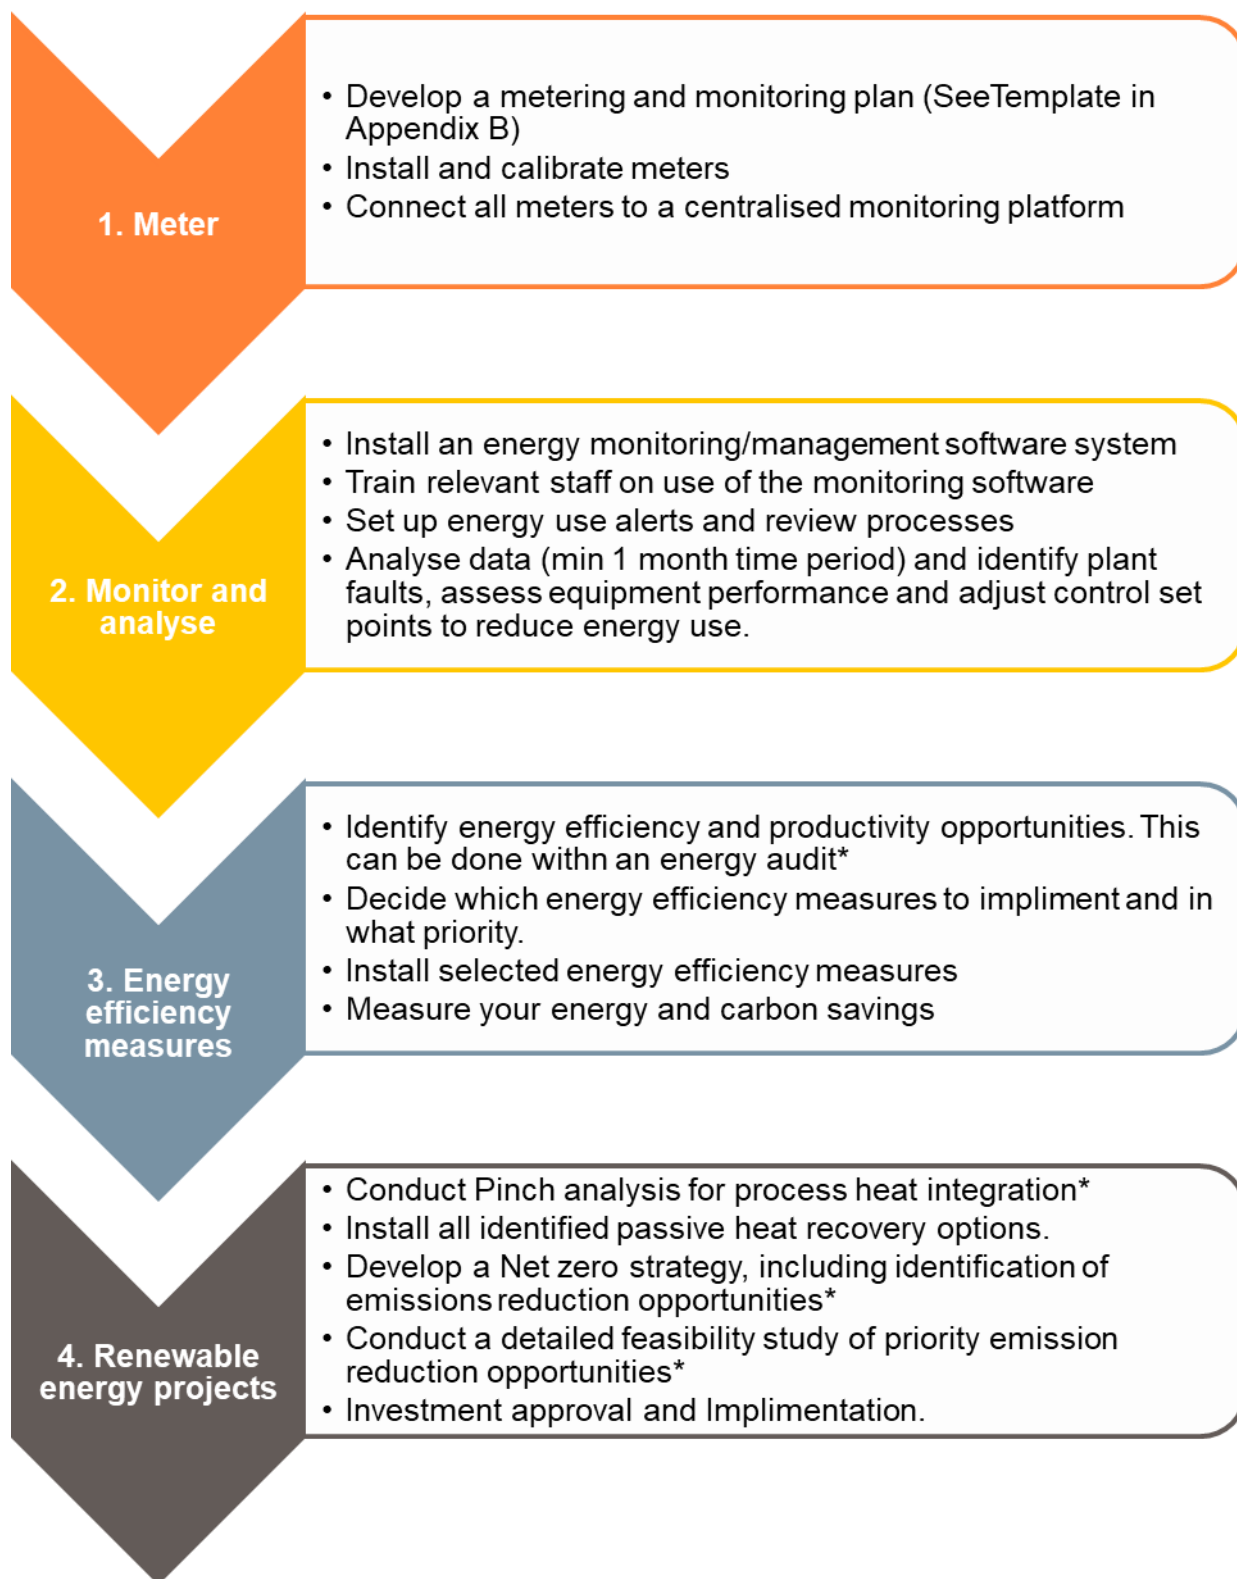 1. Meter
• Develop a metering and monitoring plan (SeeTemplate in
Appendix B)
• Install and calibrate meters
• Connect all meters to a centralised monitoring platform
2. Monitor and
analyse
• Install an energy monitoring/management software system
• Train relevant staff on use of the monitoring software
• Set up energy use alerts and review processes
• Analyse data (min 1 month time period) and identify plant
faults, assess equipment performance and adjust control set
points to reduce energy use.
3. Energy
efficiency
measures
• Identify energy efficiency and productivity opportunities. This
can be done withn an energy audit*
• Decide which energy efficiency measures to impliment and in
what priority.
• Install selected energy efficiency measures
• Measure your energy and carbon savings
4. Renewable
energy projects
• Conduct Pinch analysis for process heat integration*
• Install all identified passive heat recovery options.
• Develop a Net zero strategy, including identification of
emissions reduction opportunities*
• Conduct a detailed feasibility study of priority emission
reduction opportunities*
• Investment approval and Implimentation.